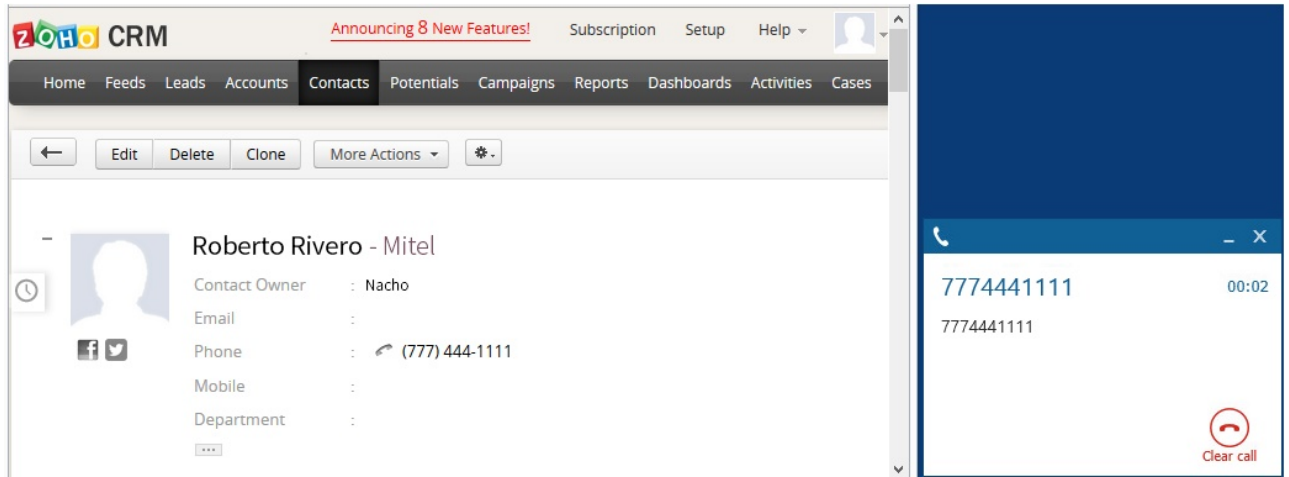 ZOHO CRM
Announcing 8 New Features!
Subscription Setup Help
Home Feeds Leads Accounts Contacts Potentials Campaigns Reports Dashboards Activities Cases
Edit Delete Clone More Actions
Roberto Rivero - Mitel
Contact Owner : Nacho
Email :
Phone : (777) 444-1111
Mobile :
Department :
...
7774441111 00:02
7774441111
Clear call